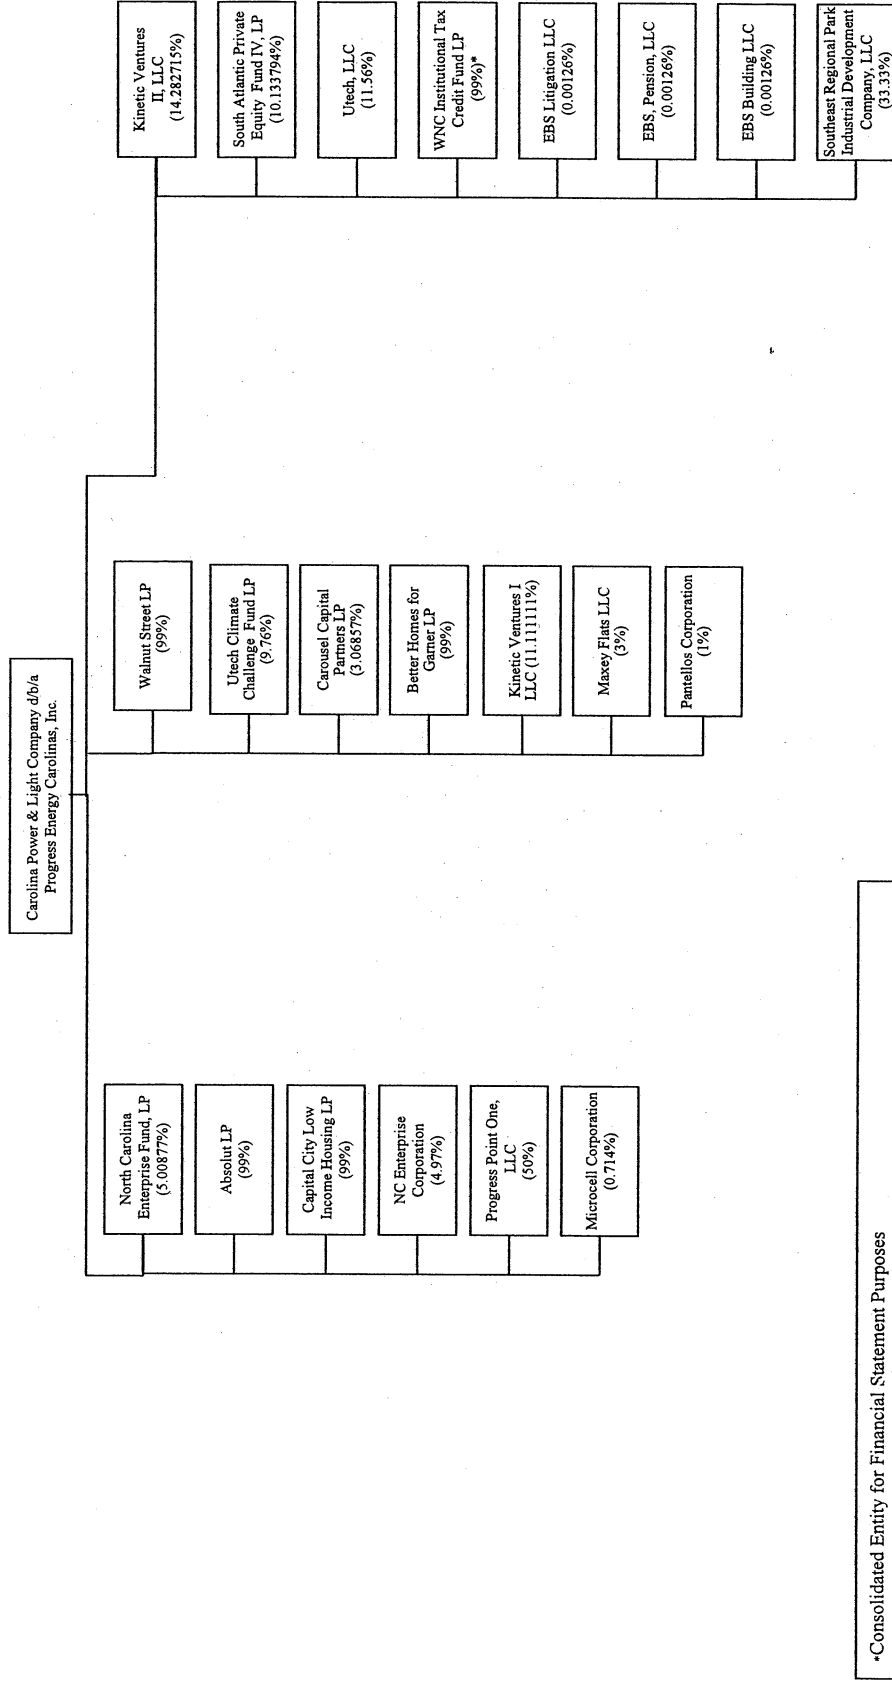 Carolina Power & Light Company d/b/a
Progress Energy Carolinas, Inc.
North Carolina
Enterprise Fund, LP
(5.00877%)
Absolut LP
(99%)
Capital City Low
Income Housing LP
(99%)
NC Enterprise
Corporation
(4.97%)
Progress Point One,
LLC
(50%)
Microcell Corporation
(0.714%)
Walnut Street LP
(99%)
Utech Climate
Challenge Fund LP
(9.76%)
Carousel Capital
Partners LP
(3.06857%)
Better Homes for
Garner LP
(99%)
Kinetic Ventures I
LLC (11.111111%)
Maxey Flats LLC
(3%)
Pantellos Corporation
(1%)
Kinetic Ventures
II, LLC
(14.282715%)
South Atlantic Private
Equity Fund IV, LP
(10.133794%)
Utech, LLC
(11.56%)
WNC Institutional Tax
Credit Fund LP
(99%)*
EBS Litigation LLC
(0.00126%)
EBS, Pension, LLC
(0.00126%)
EBS Building LLC
(0.00126%)
Southeast Regional Park
Industrial Development
Company, LLC
(33.33%)
*Consolidated Entity for Financial Statement Purposes